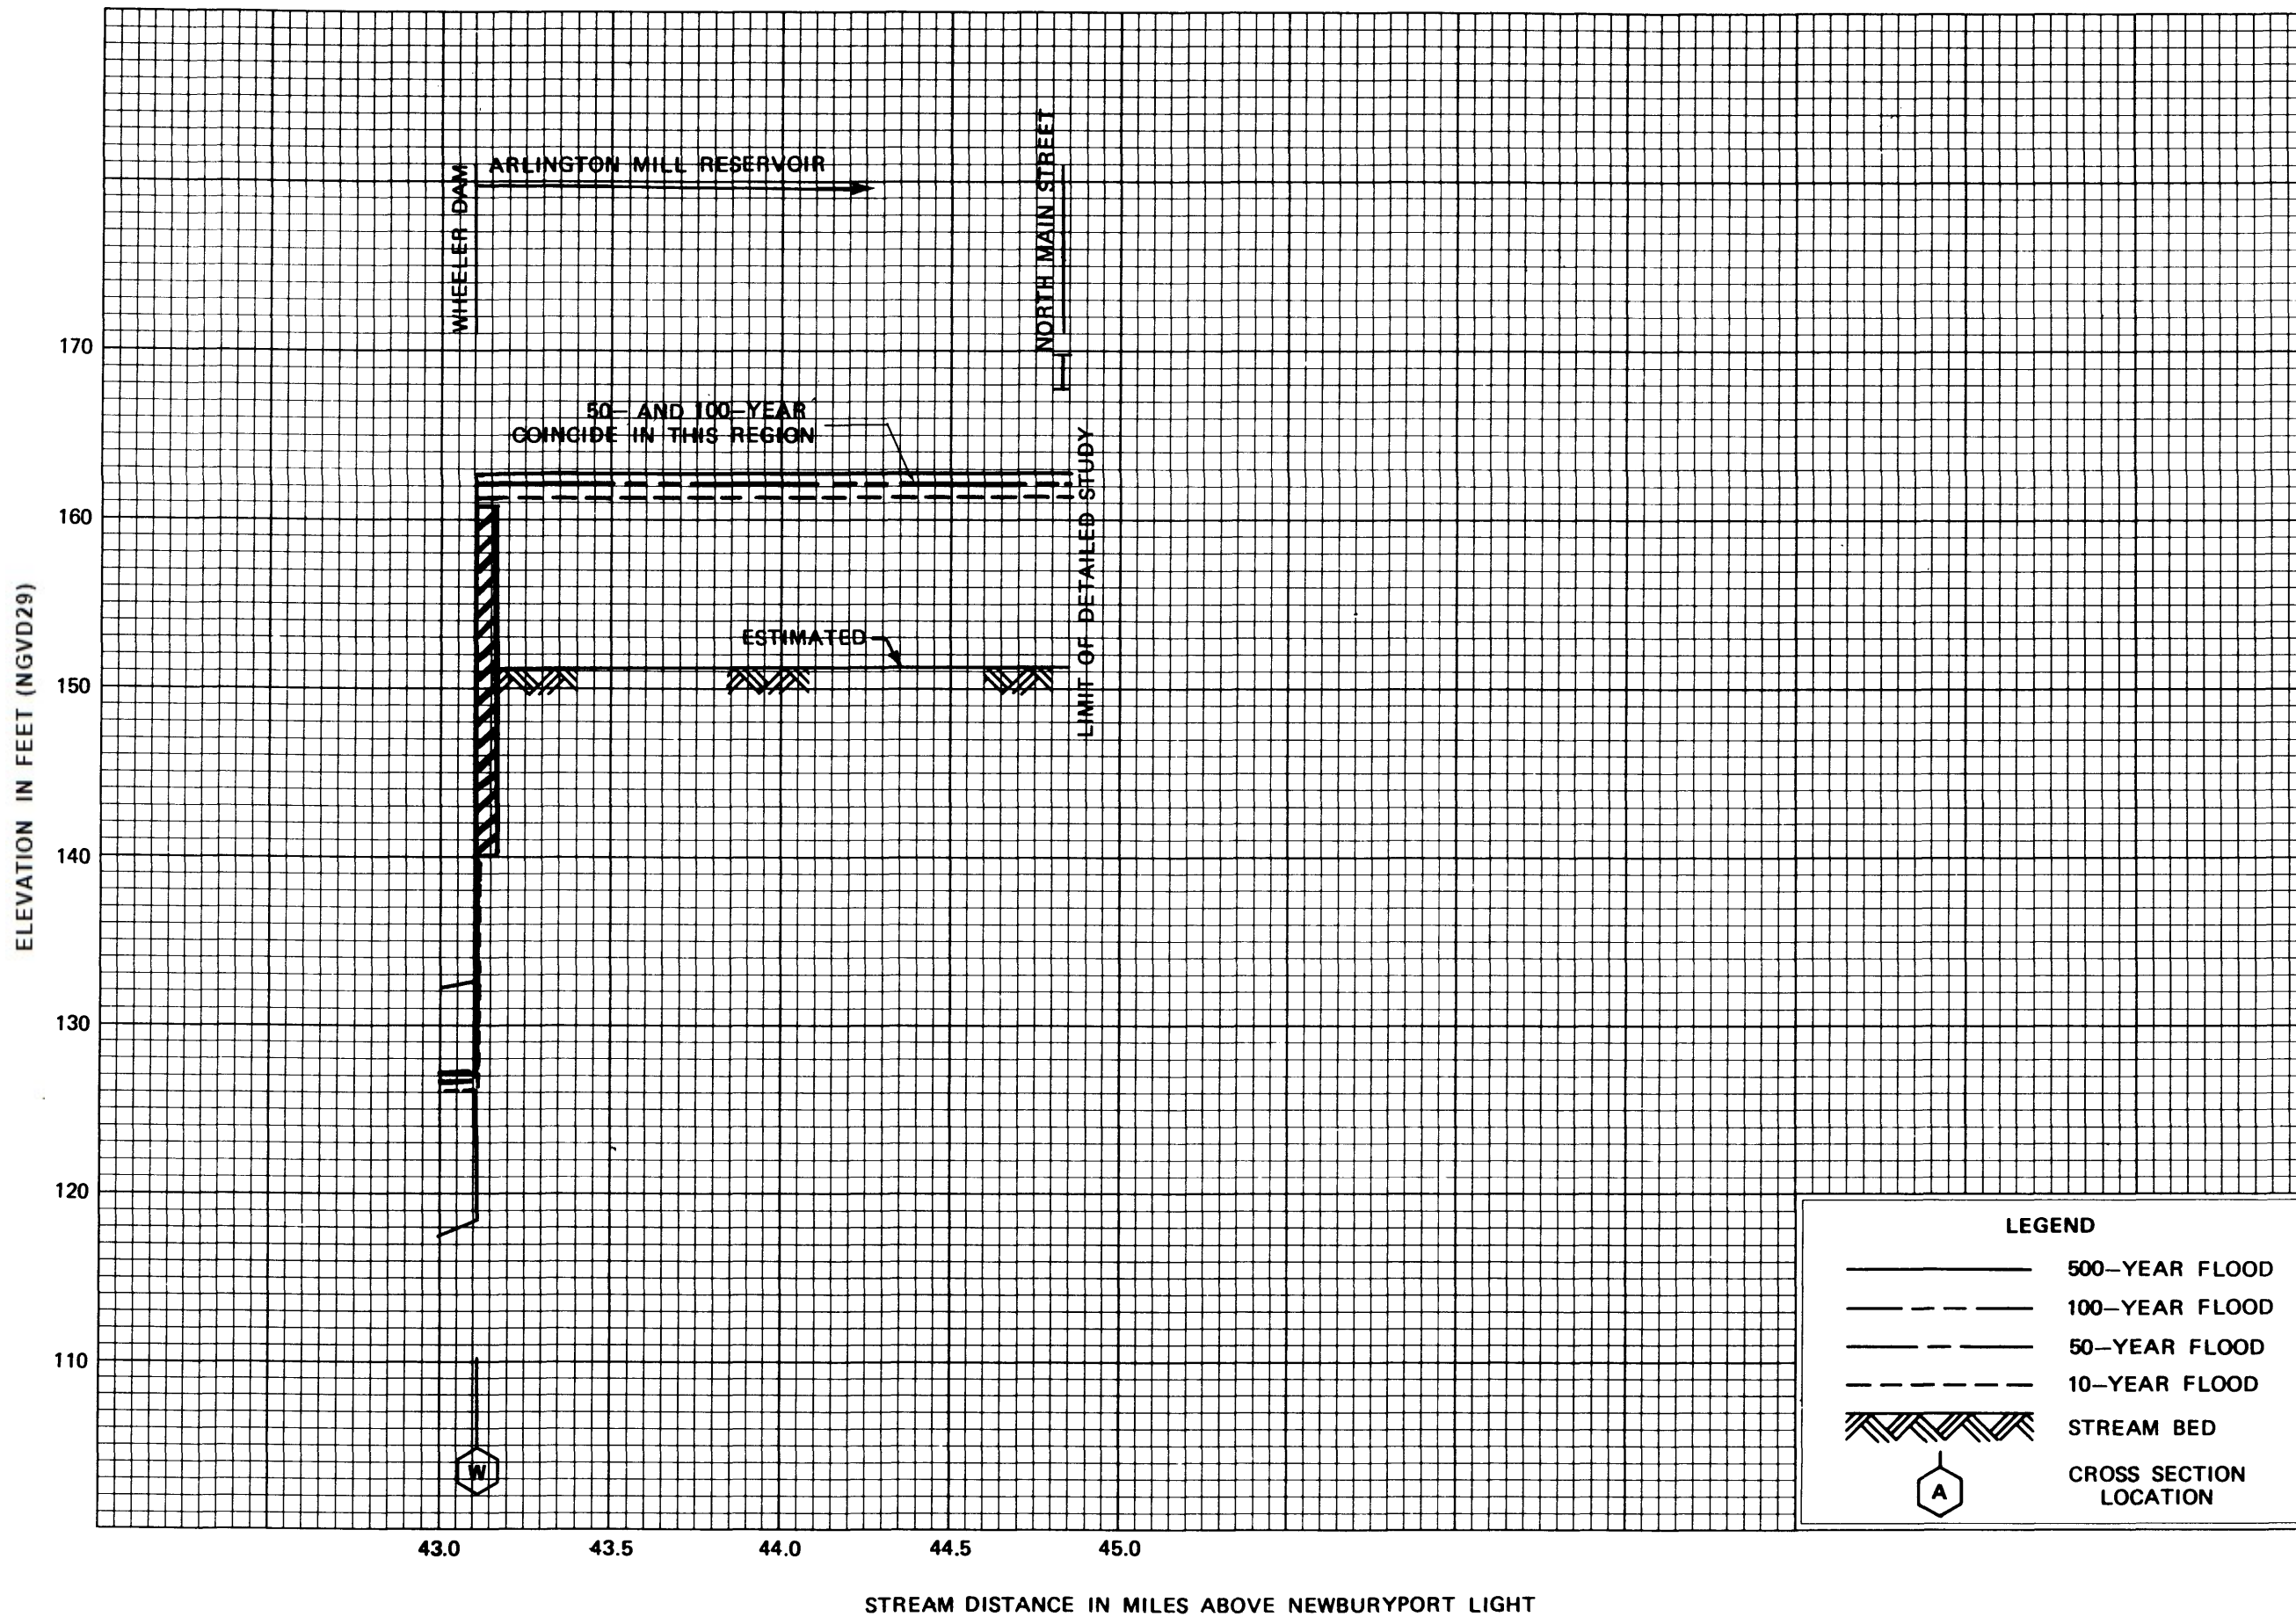 WHEELER DAM
ARLINGTON MILL RESERVOIR
NORTH MAIN STREET
170
50— AND 100—YEAR
COINCIDE IN THIS REGION
LIMIT OF DETAILED STUDY
160
ELEVATION IN FEET (NGVD29)
ESTIMATED
150
140
130
120
110
W
43.0 43.5 44.0 44.5 45.0
STREAM DISTANCE IN MILES ABOVE NEWBURYPORT LIGHT
LEGEND
500—YEAR FLOOD
100—YEAR FLOOD
50—YEAR FLOOD
10—YEAR FLOOD
STREAM BED
A
CROSS SECTION
LOCATION